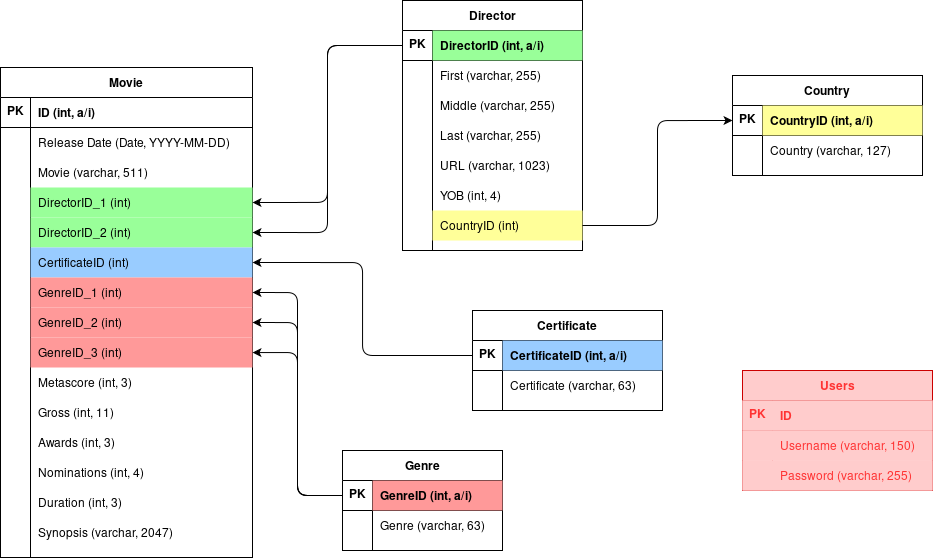 Director
PK DirectorID (int, a/i)
First (varchar, 255)
Middle (varchar, 255)
Last (varchar, 255)
URL (varchar, 1023)
YOB (int, 4)
CountryID (int)
Movie
PK ID (int, a/i)
Release Date (Date, YYYY-MM-DD)
Movie (varchar, 511)
DirectorID_1 (int)
DirectorID_2 (int)
CertificateID (int)
GenreID_1 (int)
GenreID_2 (int)
GenreID_3 (int)
Metascore (int, 3)
Gross (int, 11)
Awards (int, 3)
Nominations (int, 4)
Duration (int, 3)
Synopsis (varchar, 2047)
Country
PK CountryID (int, a/i)
Country (varchar, 127)
Certificate
PK CertificateID (int, a/i)
Certificate (varchar, 63)
Genre
PK GenreID (int, a/i)
Genre (varchar, 63)
Users
PK ID
Username (varchar, 150)
Password (varchar, 255)